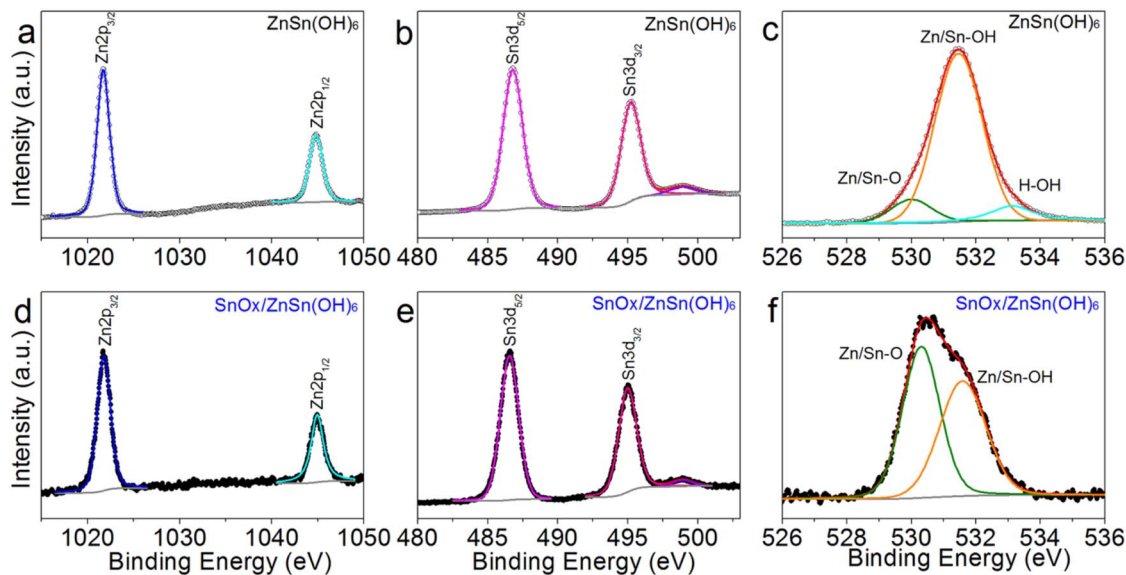 a
ZnSn(OH)6
Zn2p3/2
Zn2p1/2
Intensity (a.u.)
1020 1030 1040 1050
b
Sn3d5/2
Sn3d3/2
480 485 490 495 500
c
ZnSn(OH)6
Zn/Sn-OH
Zn/Sn-O
H-OH
526 528 530 532 534 536
d
SnOx/ZnSn(OH)6
Zn2p3/2
Zn2p1/2
Intensity (a.u.)
1020 1030 1040 1050
Binding Energy (eV)
e
SnOx/ZnSn(OH)6
Sn3d5/2
Sn3d3/2
480 485 490 495 500
Binding Energy (eV)
f
SnOx/ZnSn(OH)6
Zn/Sn-O
Zn/Sn-OH
526 528 530 532 534 536
Binding Energy (eV)